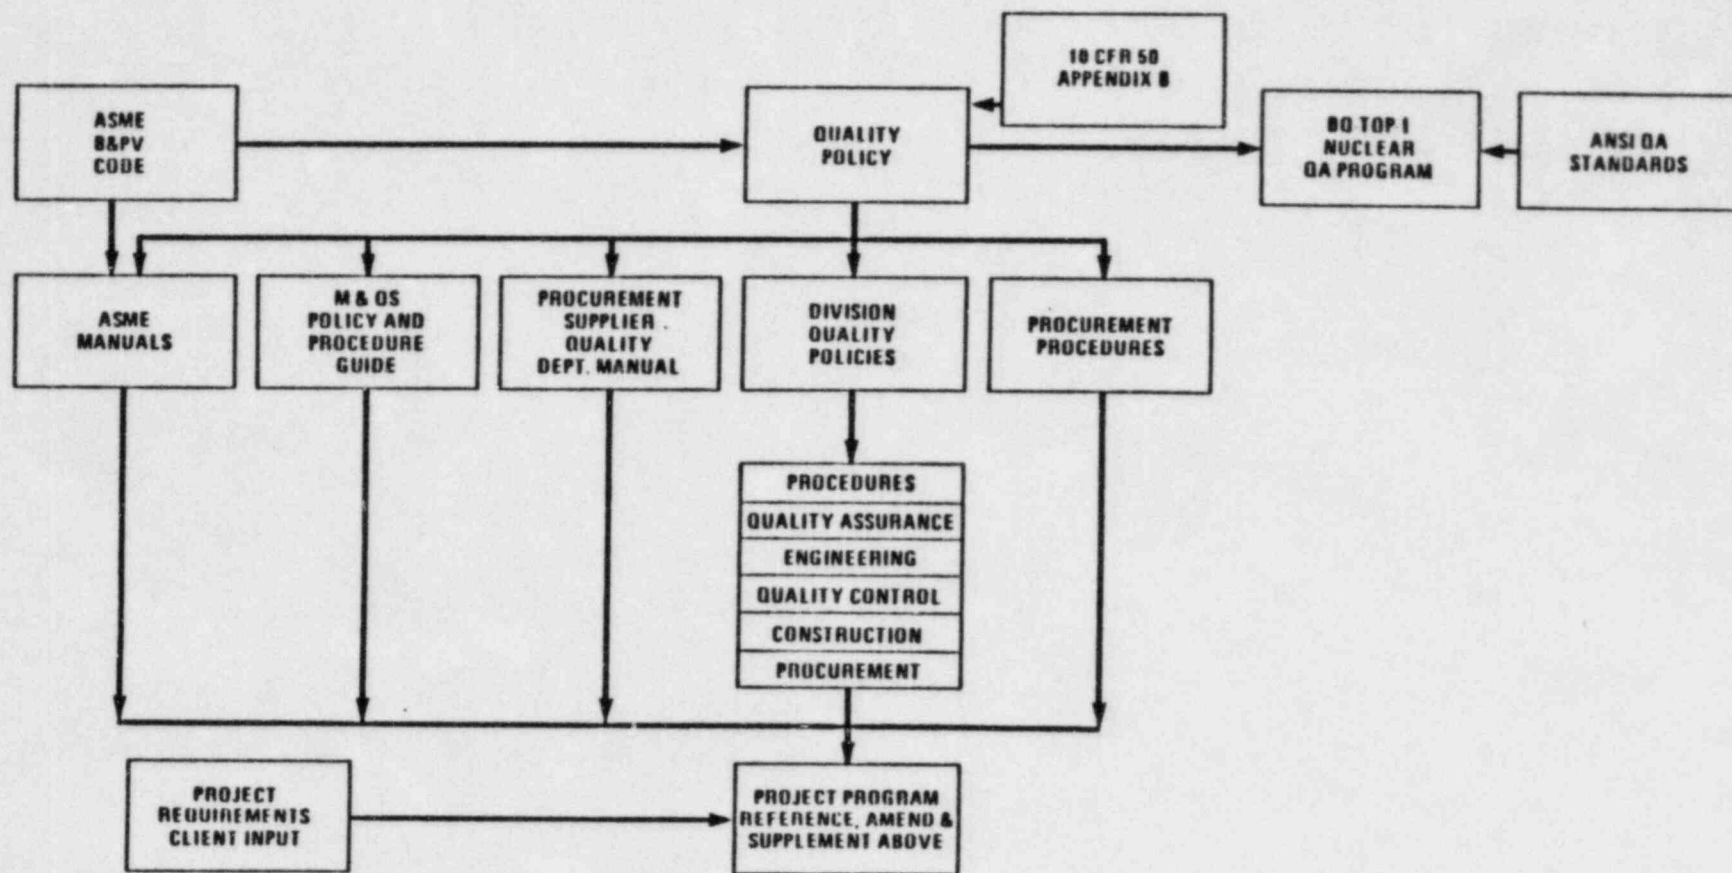 10 CFR 50
APPENDIX B
ASME
B&PV
CODE
QUALITY
POLICY
BQ TOP 1
NUCLEAR
QA PROGRAM
ANSI QA
STANDARDS
ASME
MANUALS
M & QS
POLICY AND
PROCEDURE
GUIDE
PROCUREMENT
SUPPLIER
QUALITY
DEPT. MANUAL
DIVISION
QUALITY
POLICIES
PROCUREMENT
PROCEDURES
PROCEDURES
QUALITY ASSURANCE
ENGINEERING
QUALITY CONTROL
CONSTRUCTION
PROCUREMENT
PROJECT
REQUIREMENTS
CLIENT INPUT
PROJECT PROGRAM
REFERENCE, AMEND &
SUPPLEMENT ABOVE